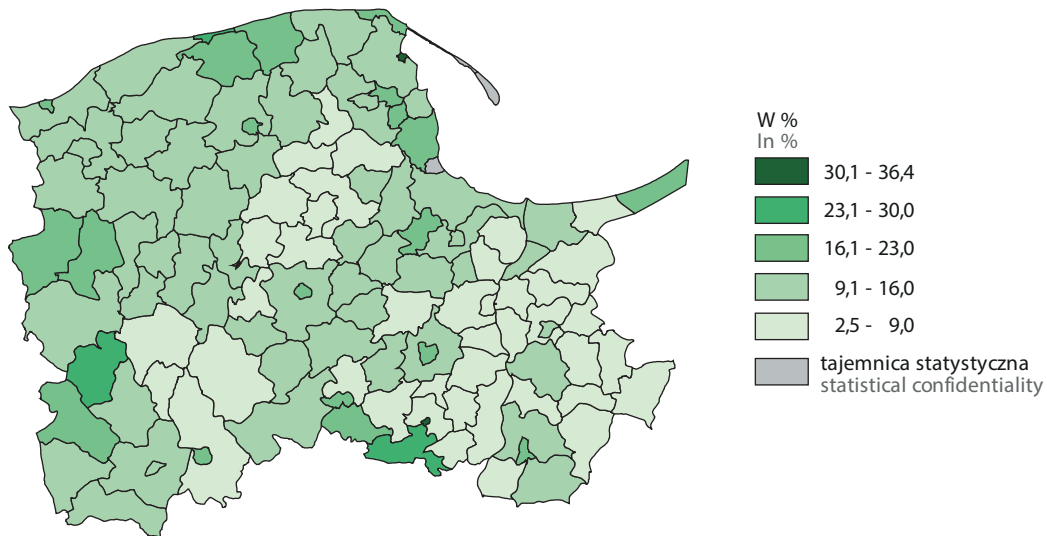 W %
In %
30,1 - 36,4
23,1 - 30,0
16,1 - 23,0
9,1 - 16,0
2,5 - 9,0
tajemnica statystyczna
statistical confidentiality